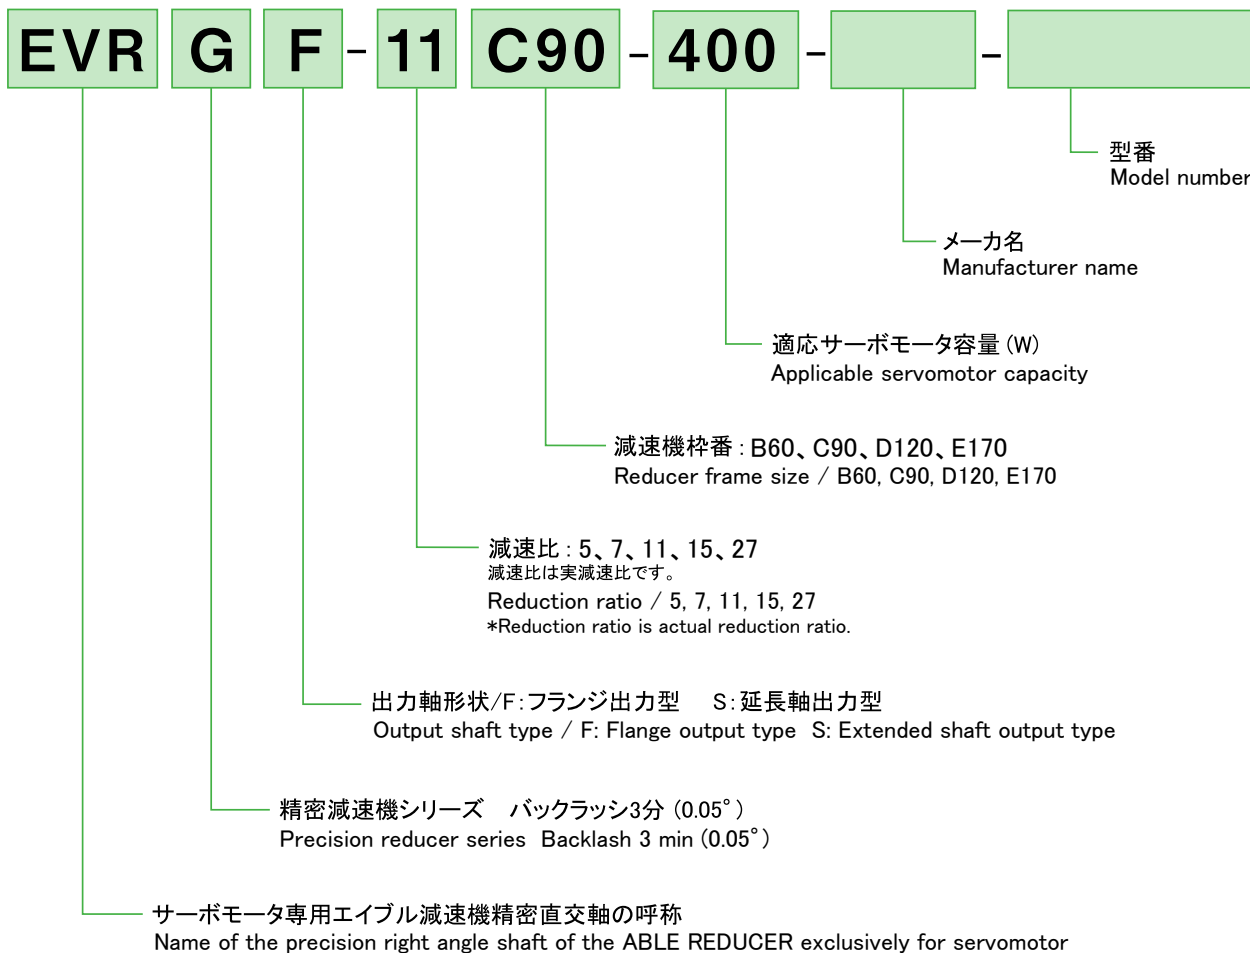 EVR G F - 11 C90 - 400 - -
型番
Model number
メーカ名
Manufacturer name
適応サーボモータ容量 (W)
Applicable servomotor capacity
減速機枠番 : B60、C90、D120、E170
Reducer frame size / B60, C90, D120, E170
減速比 : 5、7、11、15、27
減速比は実減速比です。
Reduction ratio / 5, 7, 11, 15, 27
*Reduction ratio is actual reduction ratio.
出力軸形状/F:フランジ出力型 S:延長軸出力型
Output shaft type / F: Flange output type S: Extended shaft output type
精密減速機シリーズ バックラッシ3分 (0.05°)
Precision reducer series Backlash 3 min (0.05°)
サーボモータ専用エイブル減速機精密直交軸の呼称
Name of the precision right angle shaft of the ABLE REDUCER exclusively for servomotor